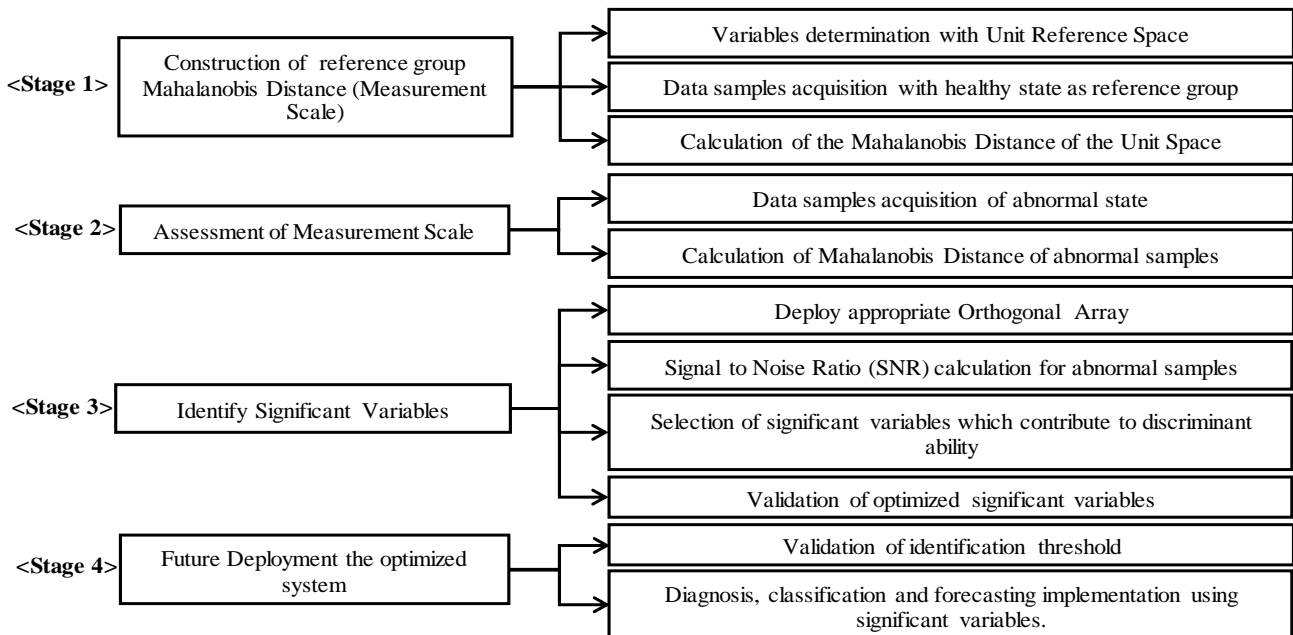 <Stage 1>
Construction of reference group
Mahalanobis Distance (Measurement
Scale)
Variables determination with Unit Reference Space
Data samples acquisition with healthy state as reference group
Calculation of the Mahalanobis Distance of the Unit Space
<Stage 2>
Assessment of Measurement Scale
Data samples acquisition of abnormal state
Calculation of Mahalanobis Distance of abnormal samples
<Stage 3>
Identify Significant Variables
Deploy appropriate Orthogonal Array
Signal to Noise Ratio (SNR) calculation for abnormal samples
Selection of significant variables which contribute to discriminant
ability
Validation of optimized significant variables
<Stage 4>
Future Deployment the optimized
system
Validation of identification threshold
Diagnosis, classification and forecasting implementation using
significant variables.